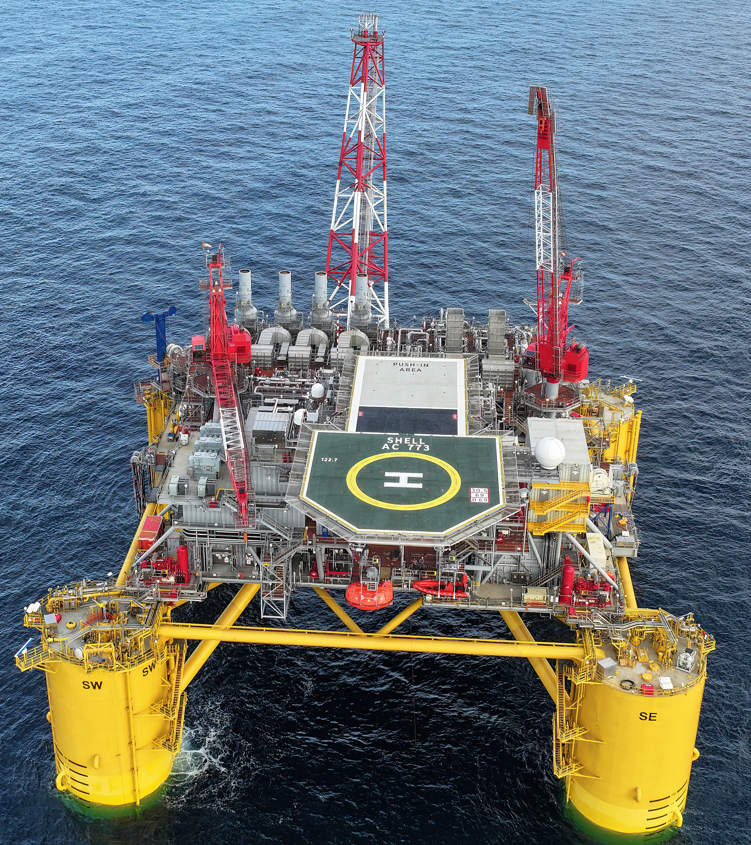 PUSH-IN
AREA
SHELL
AC 773
122.7
H
SW
SW
SE